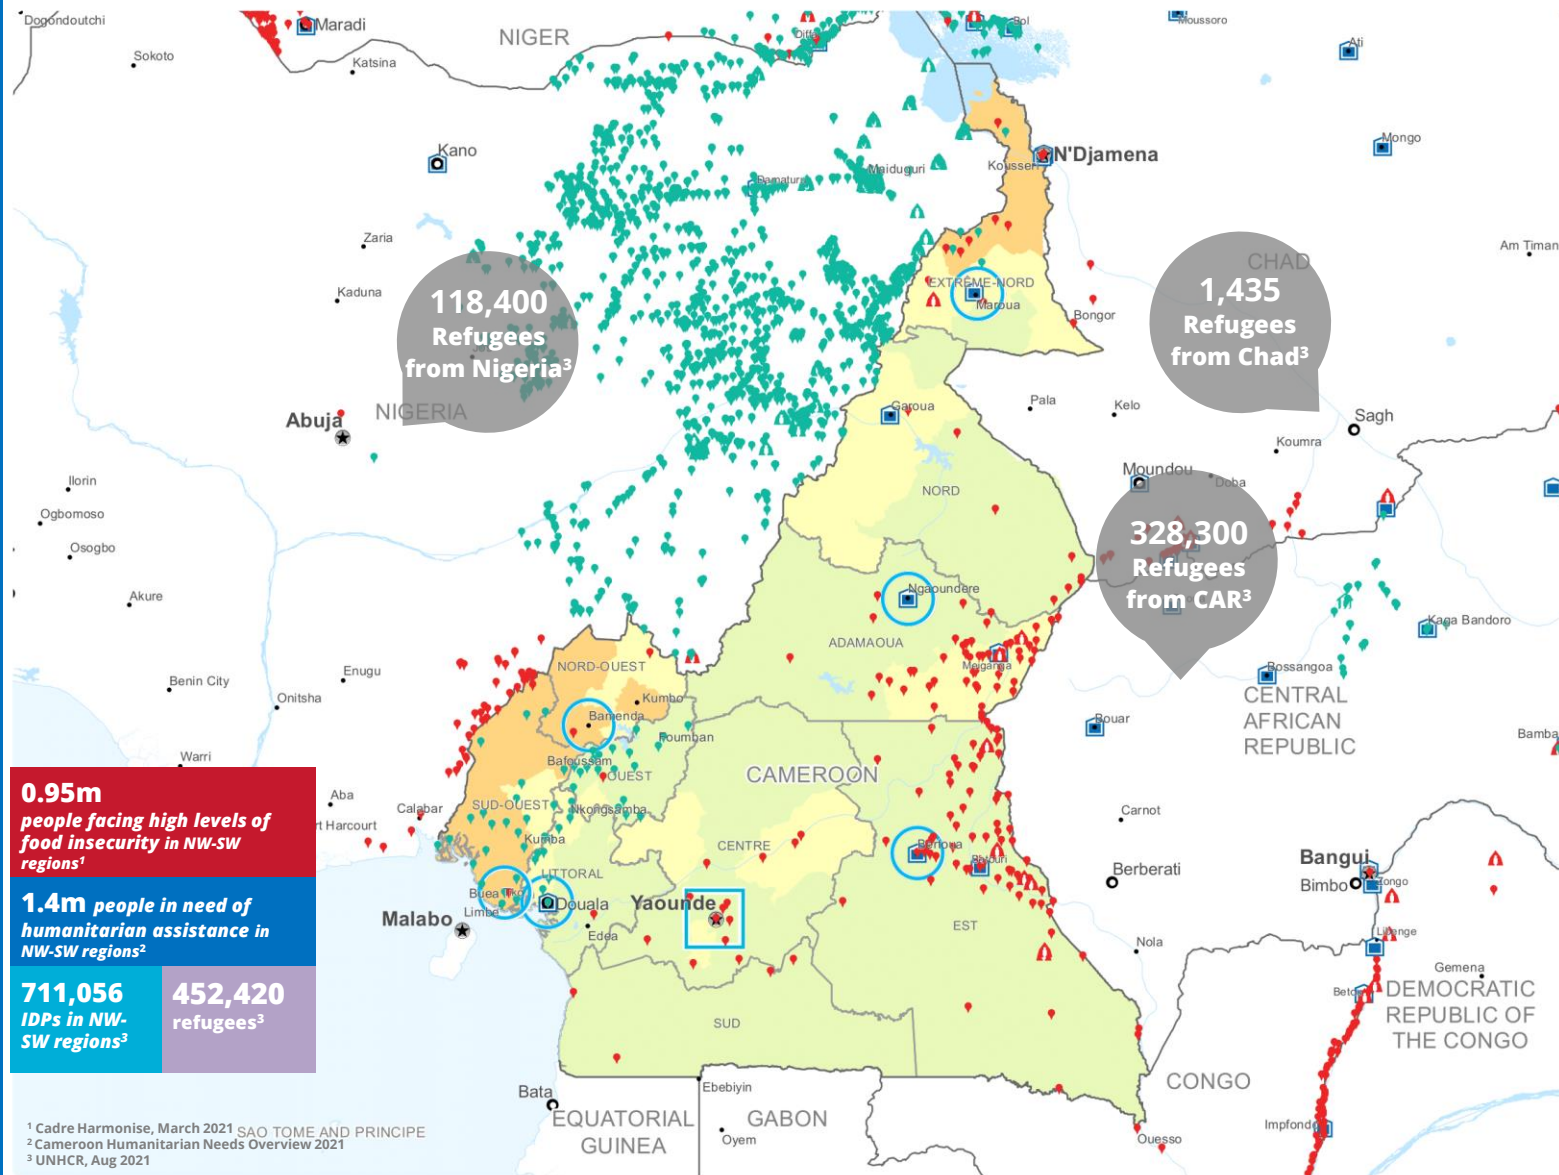 Dogondoutchi
Maradi
NIGER
Diffa
Bol
Moussoro
Ati
Sokoto
Katsina
Kano
Mongo
N'Djamena
Kousseri
Maiduguri
Damaturu
Zaria
Am Timan
CHAD
Kaduna
118,400
Refugees
from Nigeria³
EXTRÊME-NORD
Maroua
Bongor
1,435
Refugees
from Chad³
Abuja
NIGERIA
Garoua
Pala
Kelo
Sagh
Koumra
Moundou
Doba
Ilorin
NORD
Ogbomoso
328,300
Refugees
from CAR³
Osogbo
Akure
Ngaoundere
Kaga Bandoro
ADAMAOUA
Enugu
NORD-OUEST
Meiganga
Bossangoa
Benin City
Onitsha
Kumbo
CENTRAL
AFRICAN
REPUBLIC
Bamenda
Bouar
Foumban
Bamba
Warri
Bafoussam
OUEST
CAMEROON
0.95m
people facing high levels of
food insecurity in NW-SW
regions¹
Aba
Calabar
rt Harcourt
SUD-OUEST
Nkongsamba
Carnot
Kumba
CENTRE
Bertoua
Batouri
Bangui
Bimbo
Zongo
Berberati
LITTORAL
1.4m people in need of
humanitarian assistance in
NW-SW regions²
Buea
Tiko
Limbe
Douala
Yaounde
Malabo
Edea
EST
Nola
Libenge
Gemena
711,056
IDPs in NW-
SW regions³
452,420
refugees³
Betou
DEMOCRATIC
REPUBLIC OF
THE CONGO
SUD
CONGO
Bata
Ebebiyin
EQUATORIAL
GUINEA
GABON
Oyem
Impfondo
Ouesso
SAO TOME AND PRINCIPE
¹ Cadre Harmonise, March 2021
² Cameroon Humanitarian Needs Overview 2021
³ UNHCR, Aug 2021